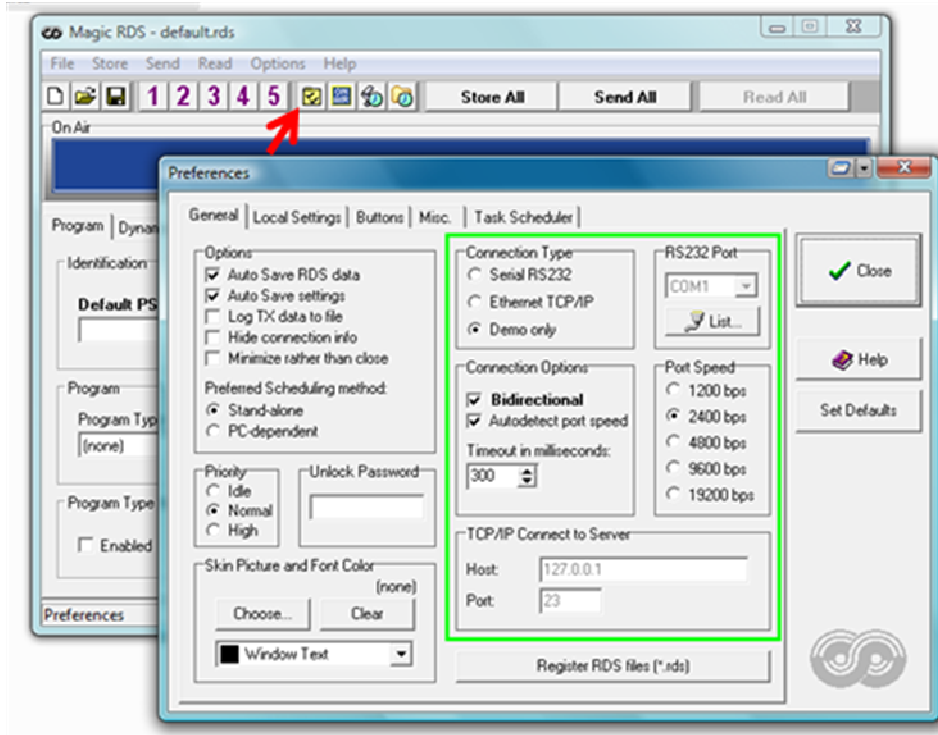 Magic RDS - default.rds
File Store Send Read Options Help
1 2 3 4 5 Store All Send All Read All
On Air
Program Dynam
Identification
Default PS
Program
Program Typ
(none)
Program Type
Enabled
Preferences
Preferences
General Local Settings Buttons Misc. Task Scheduler
Options
Auto Save RDS data
Auto Save settings
Log TX data to file
Hide connection info
Minimize rather than close
Preferred Scheduling method:
Stand-alone
PC-dependent
Priority
Idle
Normal
High
Unlock Password
Skin Picture and Font Color
(none)
Choose... Clear
Window Text
Connection Type
Serial RS232
Ethernet TCP/IP
Demo only
RS232 Port
COM1
List...
Connection Options
Bidirectional
Autodetect port speed
Timeout in milliseconds:
300
Port Speed
1200 bps
2400 bps
4800 bps
9600 bps
19200 bps
TCP/IP Connect to Server
Host 127.0.0.1
Port 23
Register RDS files (*.rds)
Close
Help
Set Defaults